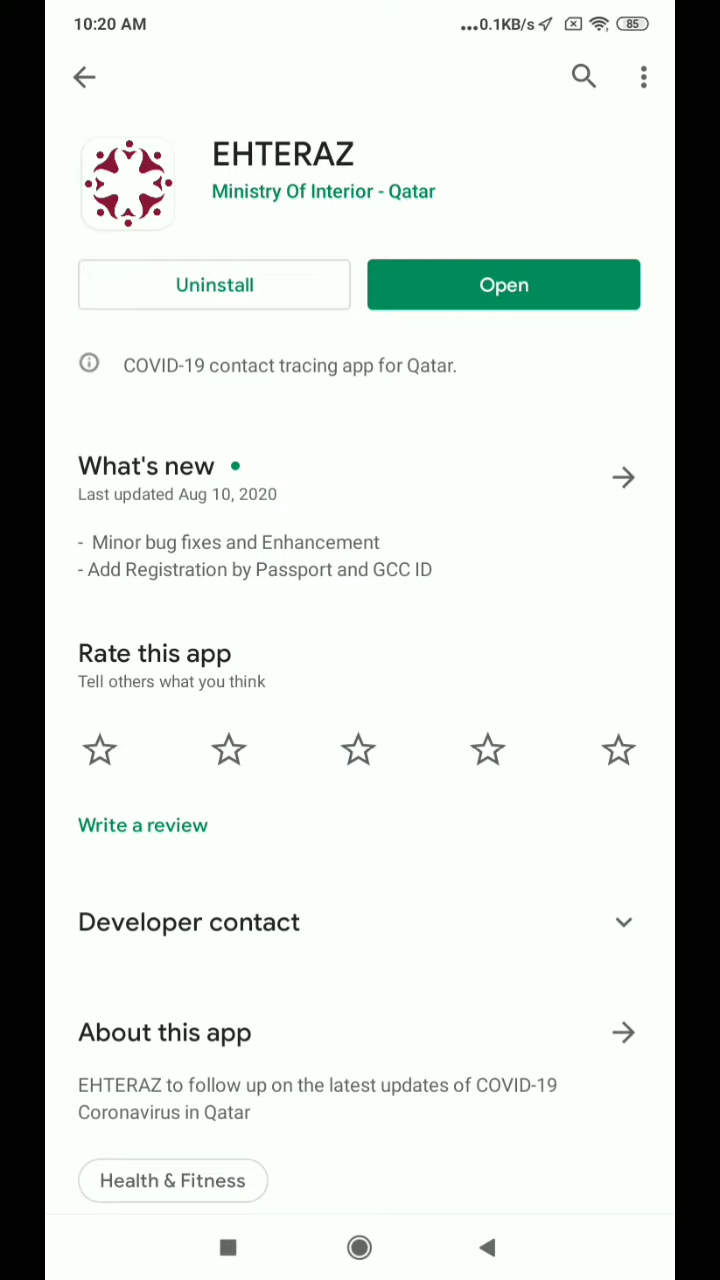 10:20 AM
...0.1KB/s 85
EHTERAZ
Ministry Of Interior - Qatar
Uninstall
Open
COVID-19 contact tracing app for Qatar.
What's new
Last updated Aug 10, 2020
- Minor bug fixes and Enhancement
- Add Registration by Passport and GCC ID
Rate this app
Tell others what you think
Write a review
Developer contact
About this app
EHTERAZ to follow up on the latest updates of COVID-19
Coronavirus in Qatar
Health & Fitness